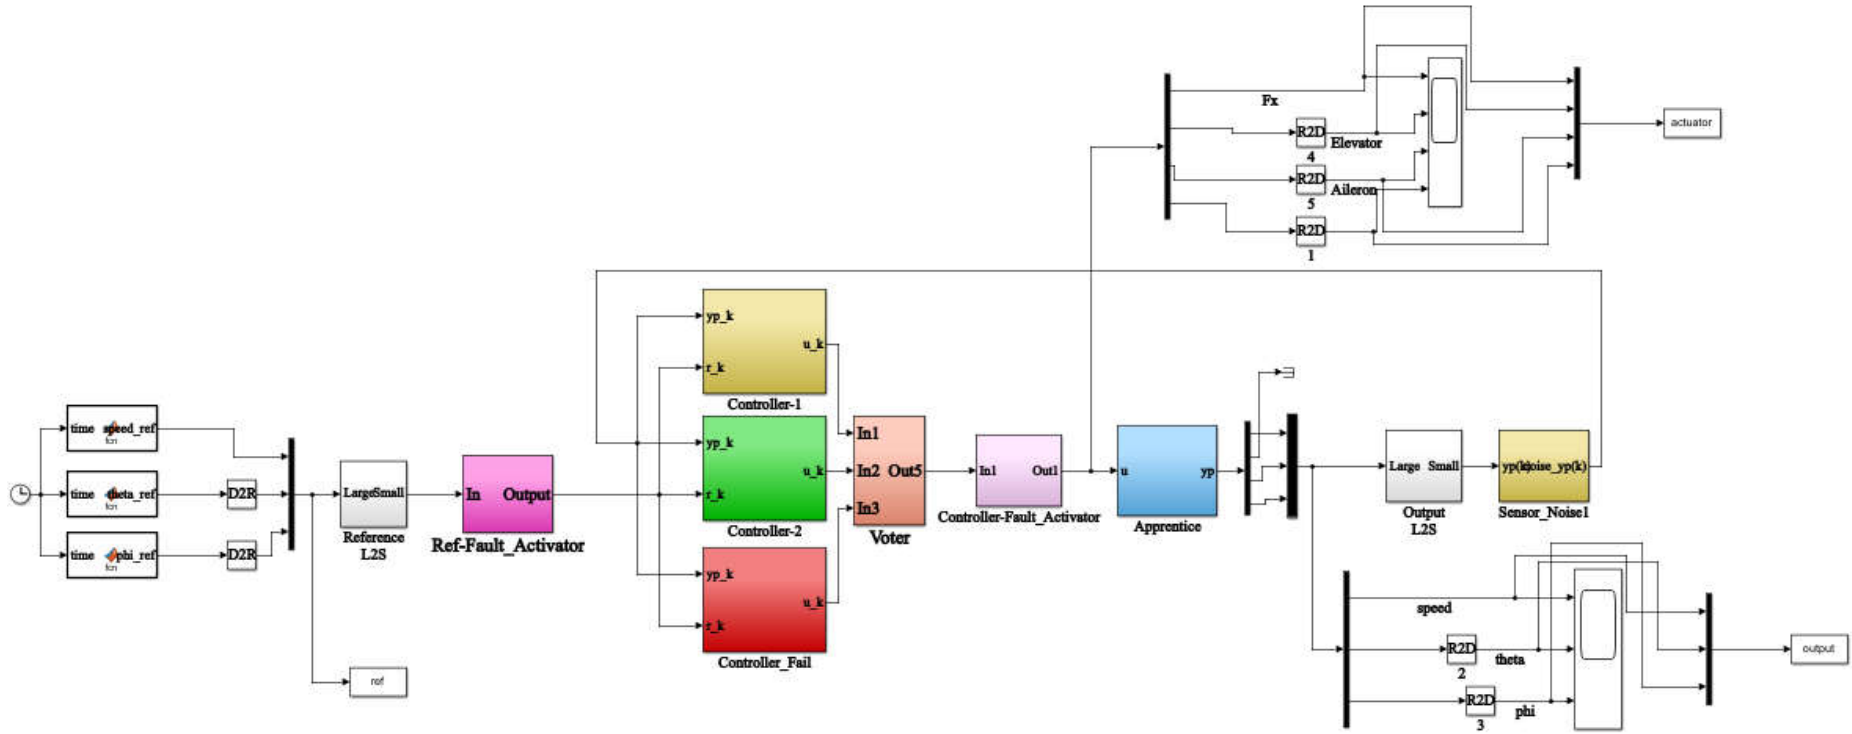 Fx
R2D
4
Elevator
R2D
5
Aileron
R2D
1
actuator
time speed_ref
fcn
time theta_ref
fcn
time phi_ref
fcn
D2R
D2R
LargeSmall
Reference
L2S
ref
In Output
Ref-Fault_Activator
yp_k
u_k
r_k
Controller-1
yp_k
u_k
r_k
Controller-2
yp_k
u_k
r_k
Controller_Fail
In1
In2 Out5
In3
Voter
In1 Out1
Controller-Fault_Activator
u yp
Apprentice
Large Small
Output
L2S
yp(k) noise_yp(k)
Sensor_Noise1
speed
R2D
2
theta
R2D
3
phi
output